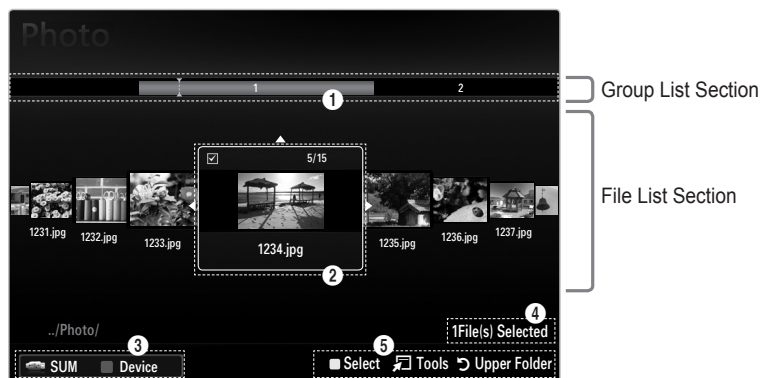 Photo
1
2
①
Group List Section
5/15
File List Section
1231.jpg
1232.jpg
1233.jpg
1234.jpg
1235.jpg
1236.jpg
1237.jpg
②
④
../Photo/
1File(s) Selected
③
⑤
SUM
Device
Select
Tools
Upper Folder